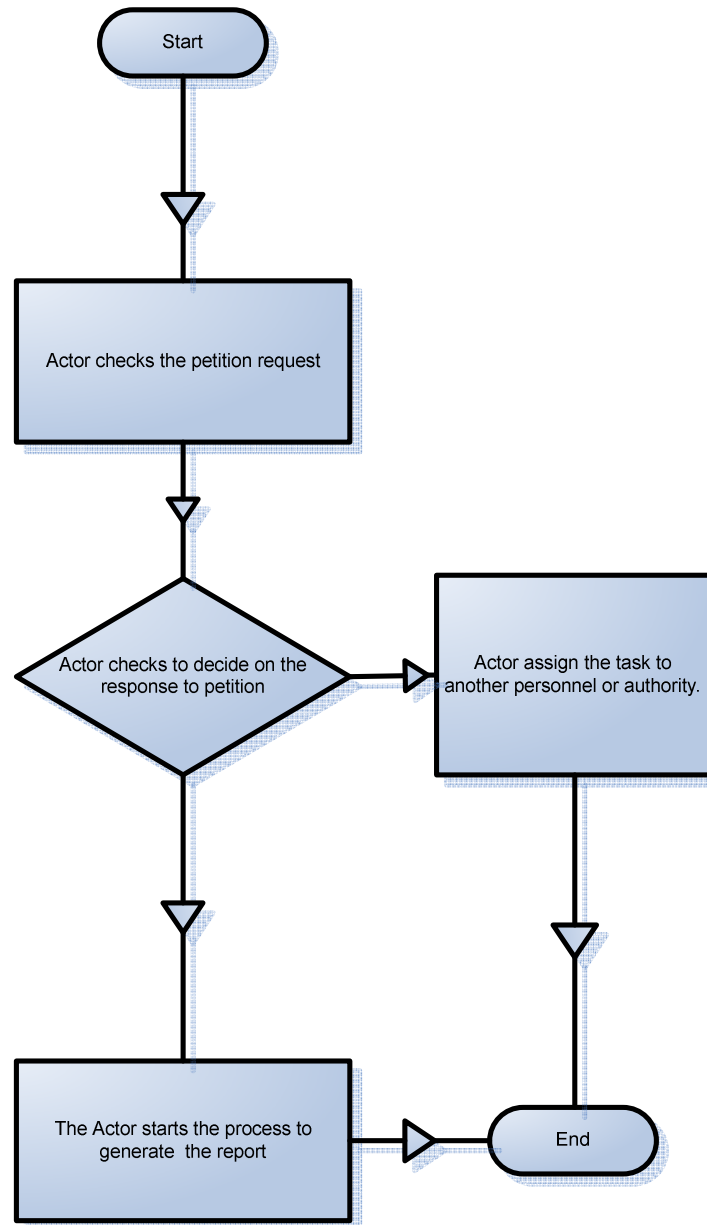 Start
Actor checks the petition request
Actor checks to decide on the
response to petition
Actor assign the task to
another personnel or authority.
The Actor starts the process to
generate the report
End